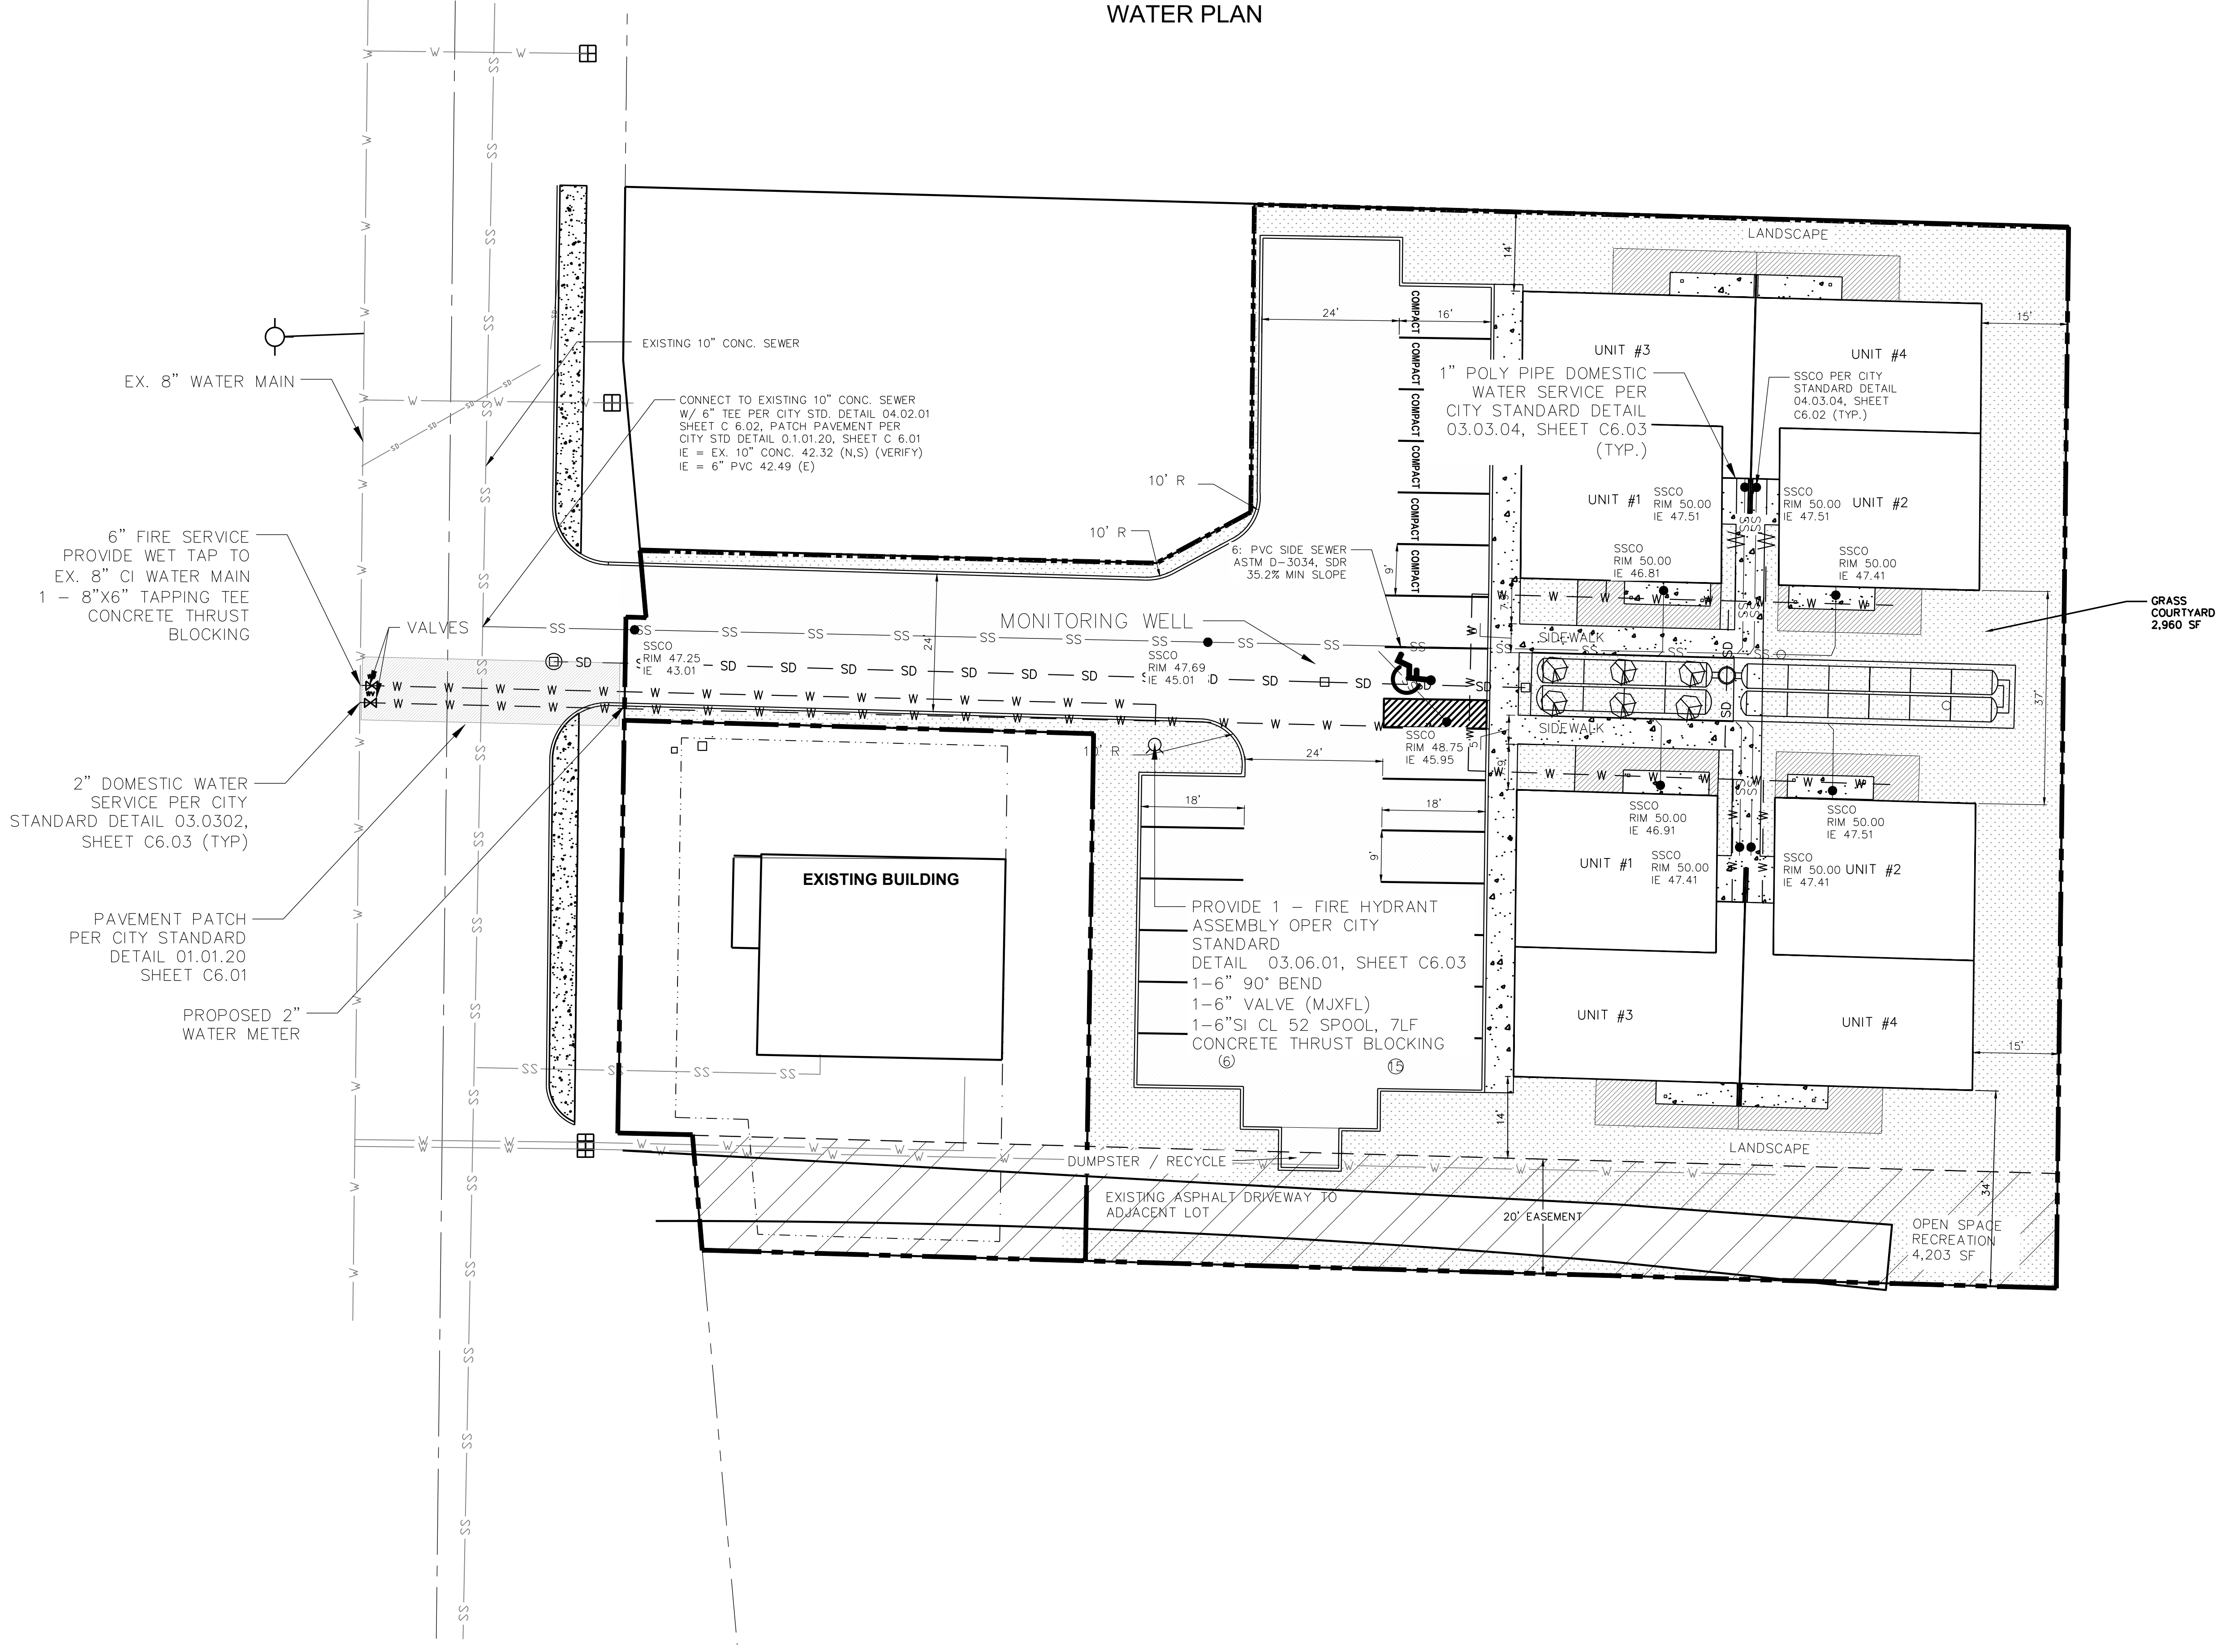 WATER PLAN
LANDSCAPE
14'
24'
16'
15'
COMPACT
COMPACT
COMPACT
COMPACT
COMPACT
COMPACT
EXISTING 10" CONC. SEWER
EX. 8" WATER MAIN
CONNECT TO EXISTING 10" CONC. SEWER
W/ 6" TEE PER CITY STD. DETAIL 04.02.01
SHEET C 6.02, PATCH PAVEMENT PER
CITY STD DETAIL 0.1.01.20, SHEET C 6.01
IE = EX. 10" CONC. 42.32 (N,S) (VERIFY)
IE = 6" PVC 42.49 (E)
UNIT #3
UNIT #4
1" POLY PIPE DOMESTIC
WATER SERVICE PER
CITY STANDARD DETAIL
03.03.04, SHEET C6.03
(TYP.)
SSCO PER CITY
STANDARD DETAIL
04.03.04, SHEET
C6.02 (TYP.)
10' R
10' R
UNIT #1
SSCO
RIM 50.00
IE 47.51
SSCO
RIM 50.00
IE 47.51
UNIT #2
SSCO
RIM 50.00
IE 46.81
SSCO
RIM 50.00
IE 47.41
6: PVC SIDE SEWER
ASTM D-3034, SDR
35.2% MIN SLOPE
9'
6" FIRE SERVICE
PROVIDE WET TAP TO
EX. 8" CI WATER MAIN
1 - 8"X6" TAPPING TEE
CONCRETE THRUST
BLOCKING
VALVES
MONITORING WELL
24'
SSCO
RIM 47.25
IE 43.01
SSCO
RIM 47.69
IE 45.01
SIDEWALK
GRASS
COURTYARD
2,960 SF
37'
SIDEWALK
SSCO
RIM 48.75
IE 45.95
5'
9'
10' R
24'
18'
18'
9'
2" DOMESTIC WATER
SERVICE PER CITY
STANDARD DETAIL 03.0302,
SHEET C6.03 (TYP)
SSCO
RIM 50.00
IE 46.91
SSCO
RIM 50.00
IE 47.51
UNIT #1
SSCO
RIM 50.00
IE 47.41
SSCO
RIM 50.00
IE 47.41
UNIT #2
EXISTING BUILDING
PAVEMENT PATCH
PER CITY STANDARD
DETAIL 01.01.20
SHEET C6.01
PROPOSED 2"
WATER METER
PROVIDE 1 - FIRE HYDRANT
ASSEMBLY OPER CITY
STANDARD
DETAIL 03.06.01, SHEET C6.03
1-6" 90° BEND
1-6" VALVE (MJXFL)
1-6"SI CL 52 SPOOL, 7LF
CONCRETE THRUST BLOCKING
(6)
15
UNIT #3
UNIT #4
15'
14'
LANDSCAPE
DUMPSTER / RECYCLE
EXISTING ASPHALT DRIVEWAY TO
ADJACENT LOT
20' EASEMENT
34'
OPEN SPACE
RECREATION
4,203 SF